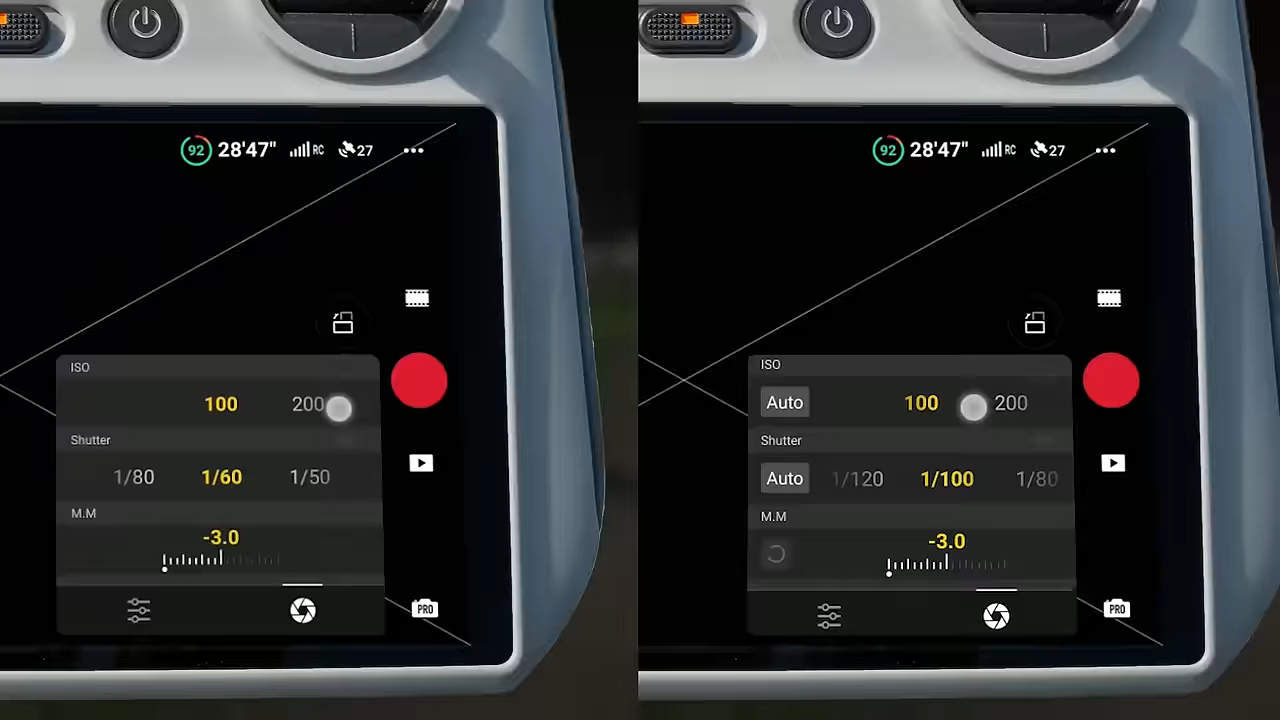 92 28'47" RC 27
ISO
100 200
Shutter
1/80 1/60 1/50
M.M
-3.0
PRO
92 28'47" RC 27
ISO
Auto 100 200
Shutter
Auto 1/120 1/100 1/80
M.M
-3.0
PRO